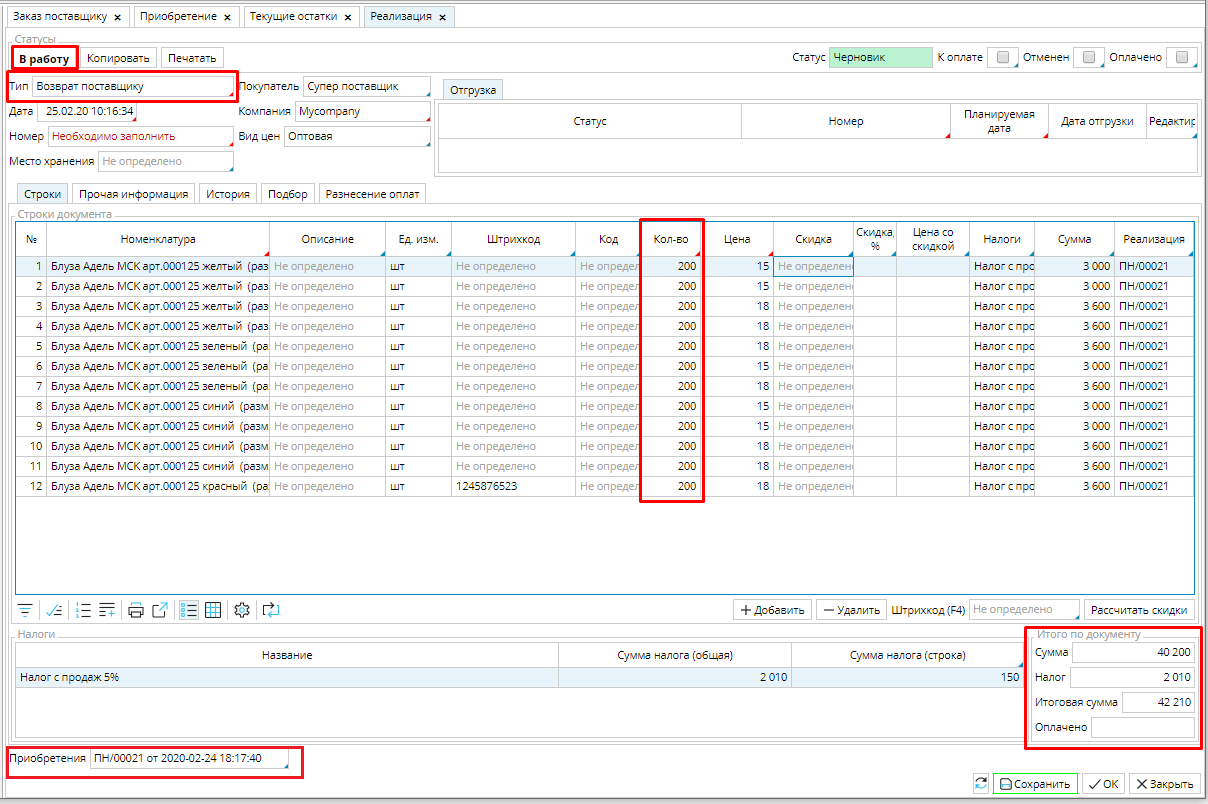 Заказ поставщику × Приобретение × Текущие остатки × Реализация ×
Статусы
В работу Копировать Печатать Статус Черновик К оплате Отменен Оплачено
Тип Возврат поставщику Покупатель Супер поставщик Отгрузка
Дата 25.02.20 10:16:34 Компания Mycompany
Номер Необходимо заполнить Вид цен Оптовая
Место хранения Не определено
Статус Номер Планируемая дата Дата отгрузки Редактир
Строки Прочая информация История Подбор Разнесение оплат
Строки документа
№ Номенклатура Описание Ед. изм. Штрихкод Код Кол-во Цена Скидка Скидка, % Цена со скидкой Налоги Сумма Реализация
1 Блуза Адель МСК арт.000125 желтый (раз Не определено шт Не определено Не определ 200 15 Не определен Налог с про 3 000 ПН/00021
2 Блуза Адель МСК арт.000125 желтый (раз Не определено шт Не определено Не определ 200 15 Не определен Налог с про 3 000 ПН/00021
3 Блуза Адель МСК арт.000125 желтый (раз Не определено шт Не определено Не определ 200 18 Не определен Налог с про 3 600 ПН/00021
4 Блуза Адель МСК арт.000125 желтый (раз Не определено шт Не определено Не определ 200 18 Не определен Налог с про 3 600 ПН/00021
5 Блуза Адель МСК арт.000125 зеленый (ра Не определено шт Не определено Не определ 200 15 Не определен Налог с про 3 000 ПН/00021
6 Блуза Адель МСК арт.000125 зеленый (ра Не определено шт Не определено Не определ 200 15 Не определен Налог с про 3 000 ПН/00021
7 Блуза Адель МСК арт.000125 зеленый (ра Не определено шт Не определено Не определ 200 18 Не определен Налог с про 3 600 ПН/00021
8 Блуза Адель МСК арт.000125 синий (разм Не определено шт Не определено Не определ 200 15 Не определен Налог с про 3 000 ПН/00021
9 Блуза Адель МСК арт.000125 синий (разм Не определено шт Не определено Не определ 200 15 Не определен Налог с про 3 000 ПН/00021
10 Блуза Адель МСК арт.000125 синий (разм Не определено шт Не определено Не определ 200 18 Не определен Налог с про 3 600 ПН/00021
11 Блуза Адель МСК арт.000125 синий (разм Не определено шт Не определено Не определ 200 18 Не определен Налог с про 3 600 ПН/00021
12 Блуза Адель МСК арт.000125 красный (ра Не определено шт 1245876523 Не определ 200 18 Не определен Налог с про 3 600 ПН/00021
Добавить Удалить Штрихкод (F4) Не определено Рассчитать скидки
Налоги
Название Сумма налога (общая) Сумма налога (строка)
Налог с продаж 5% 2 010 150
Итого по документу
Сумма 40 200
Налог 2 010
Итоговая сумма 42 210
Оплачено
Приобретения ПН/00021 от 2020-02-24 18:17:40
Сохранить ОК Закрыть